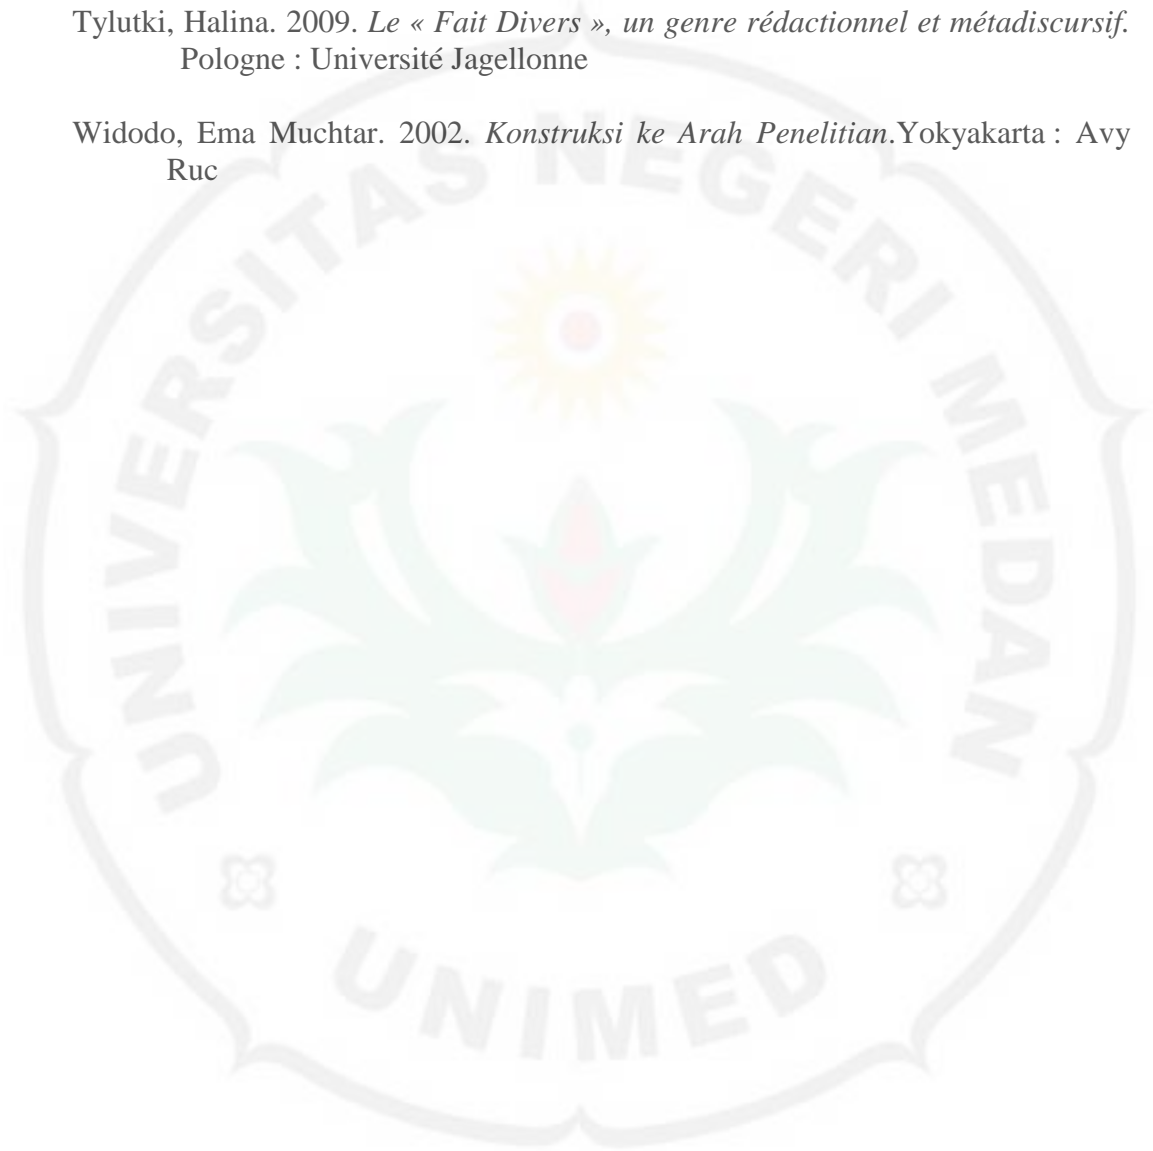 Tylutki, Halina. 2009. Le « Fait Divers », un genre rédactionnel et métadiscursif.
Pologne : Université Jagellonne
Widodo, Ema Muchtar. 2002. Konstruksi ke Arah Penelitian.Yokyakarta : Avy
Ruc
UNIVERSITAS NEGERI MEDAN
UNIMED